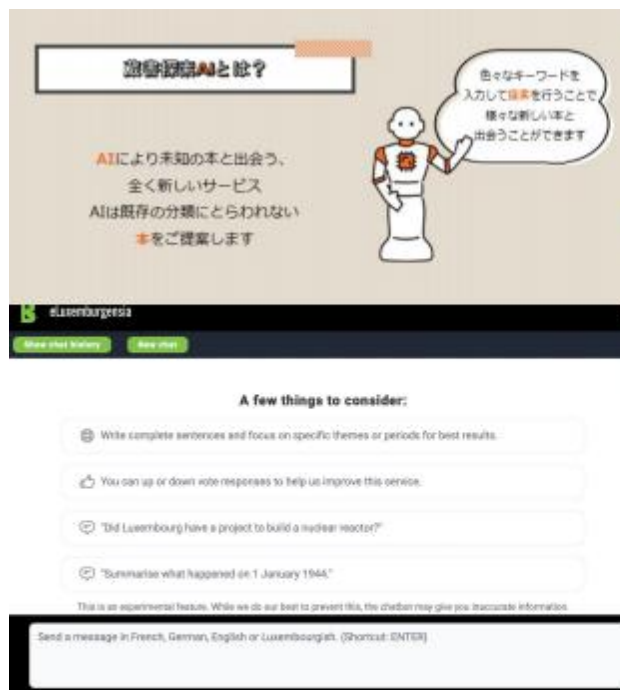 蔵書探索AIとは？
色々なキーワードを
入力して探索を行うことで
様々な新しい本と
出会うことができます
AIにより未知の本と出会う、
全く新しいサービス
AIは既存の分類にとらわれない
本をご提案します
eLuxemburgensia
Show chat history New chat
A few things to consider:
Write complete sentences and focus on specific themes or periods for best results.
You can up or down vote responses to help us improve this service.
"Did Luxembourg have a project to build a nuclear reactor?"
"Summarise what happened on 1 January 1944."
This is an experimental feature. While we do our best to prevent this, the chatbot may give you inaccurate information
Send a message in French, German, English or Luxembourgish. (Shortcut: ENTER)